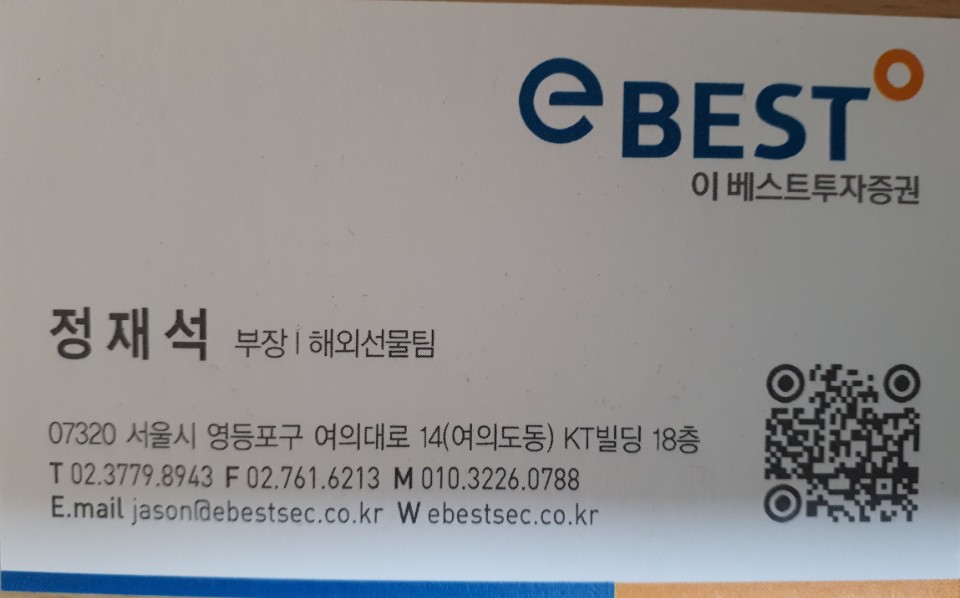 e BEST
이베스트투자증권
정재석 부장 | 해외선물팀
07320 서울시 영등포구 여의대로 14(여의도동) KT빌딩 18층
T 02.3779.8943 F 02.761.6213 M 010.3226.0788
E.mail jason@ebestsec.co.kr W ebestsec.co.kr